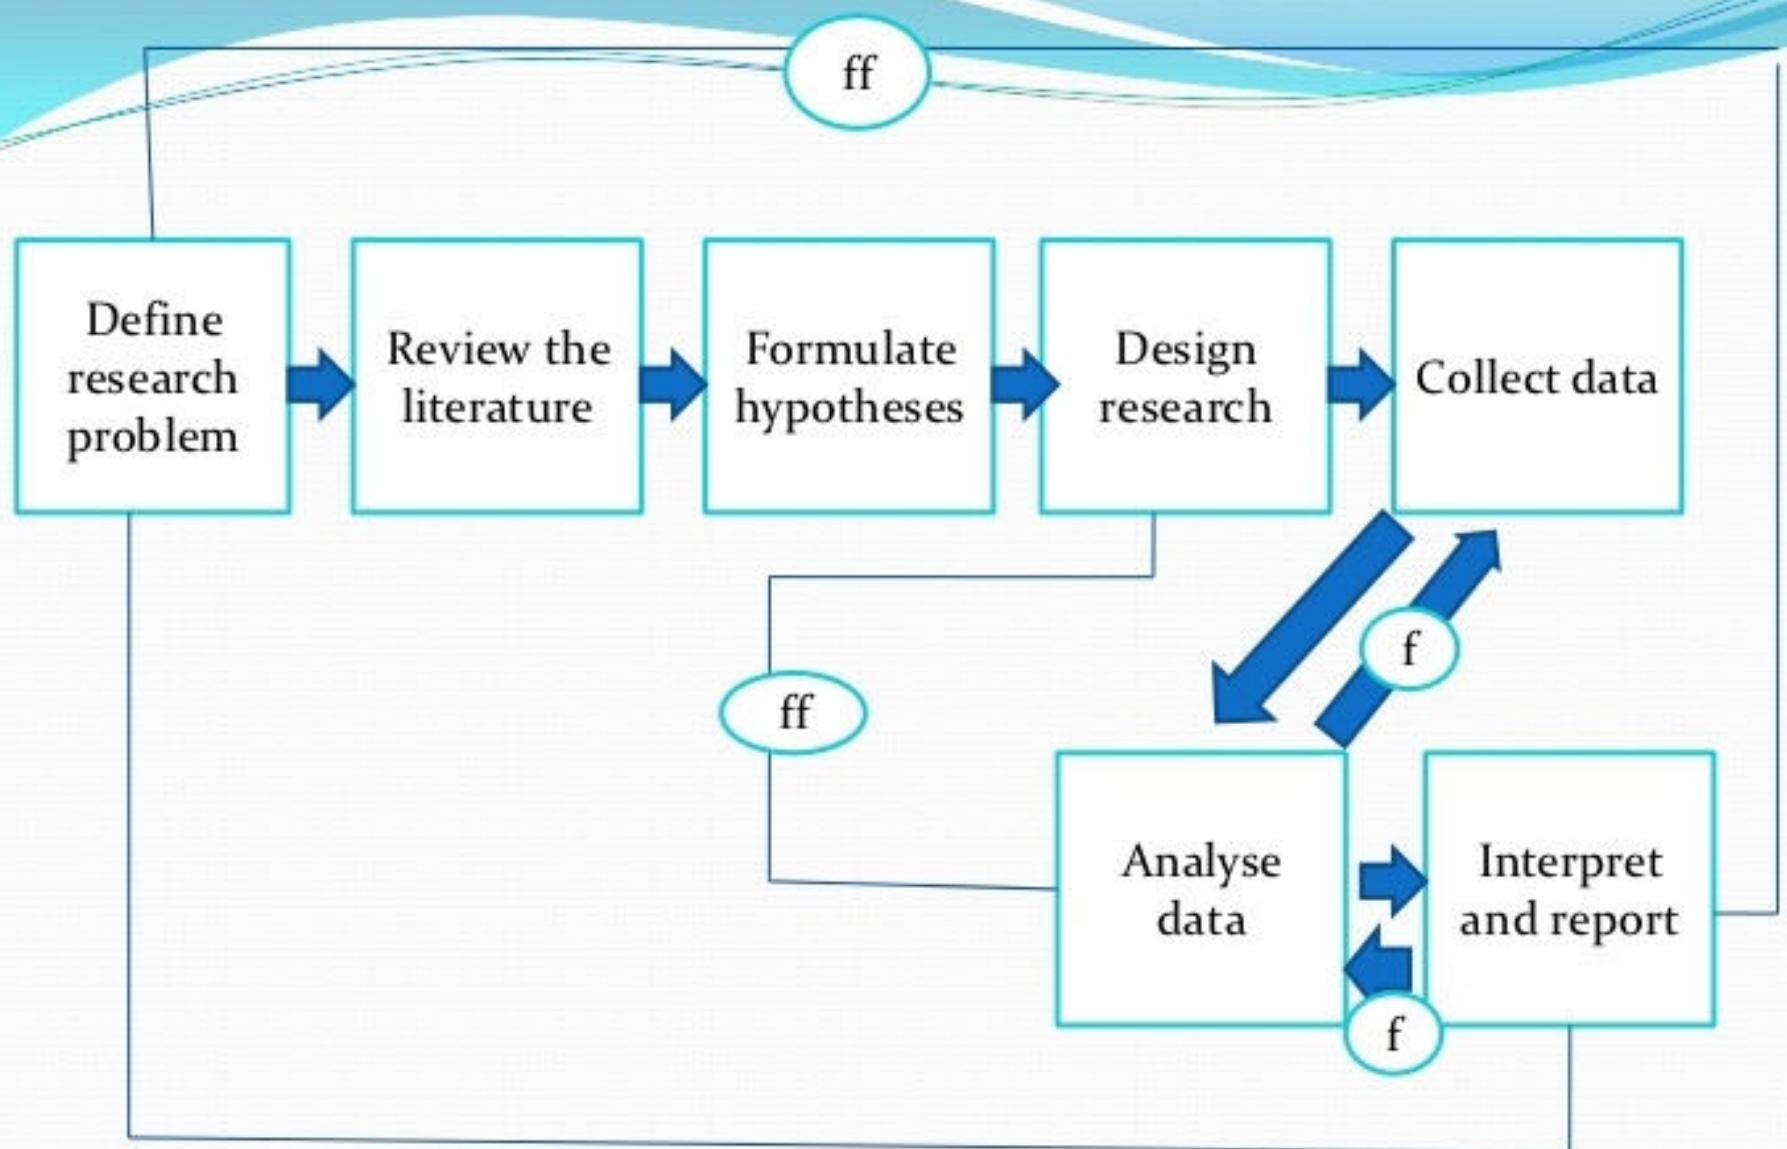 ff
Define
research
problem
Review the
literature
Formulate
hypotheses
Design
research
Collect data
f
ff
Analyse
data
Interpret
and report
f